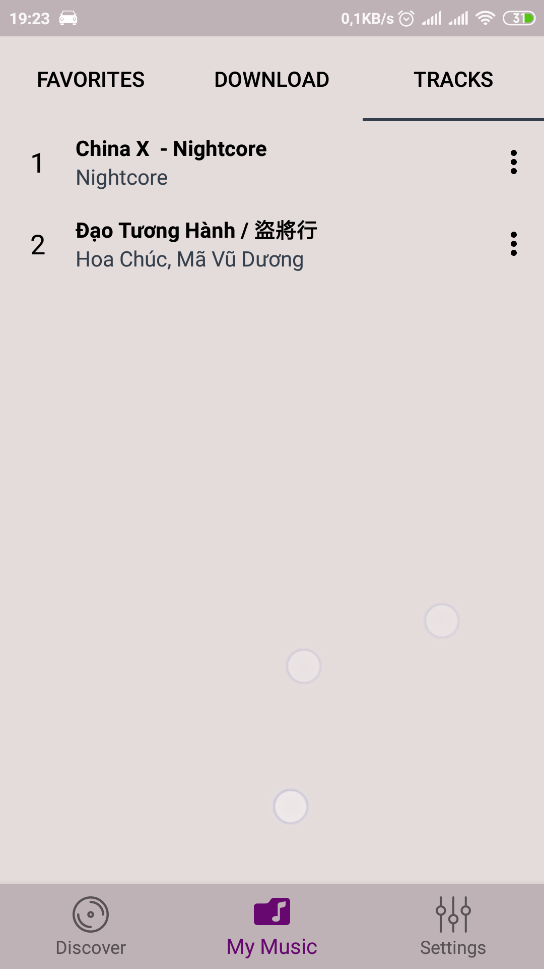 19:23 0,1KB/s 31
FAVORITES DOWNLOAD TRACKS
1 China X - Nightcore
Nightcore
2 Đạo Tương Hành / 盜將行
Hoa Chúc, Mã Vũ Dương
Discover My Music Settings